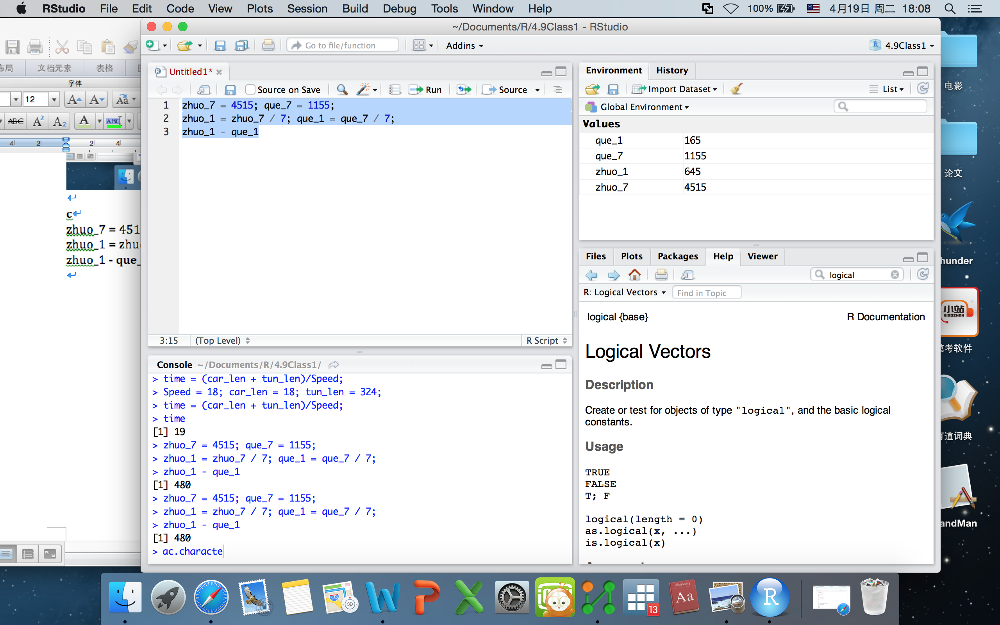 RStudio File Edit Code View Plots Session Build Debug Tools Window Help 100% 4月19日 周二 18:08
~/Documents/R/4.9Class1 - RStudio
Go to file/function Addins 4.9Class1
布局 文档元素 表格
字体
12
ABC A2 A2 A ABC
4 2 2 4
c
zhuo_7 = 451
zhuo_1 = zhu
zhuo_1 - que_
Untitled1*
Source on Save Run Source
1 zhuo_7 = 4515; que_7 = 1155;
2 zhuo_1 = zhuo_7 / 7; que_1 = que_7 / 7;
3 zhuo_1 - que_1
3:15 (Top Level) R Script
Console ~/Documents/R/4.9Class1/
> time = (car_len + tun_len)/Speed;
> Speed = 18; car_len = 18; tun_len = 324;
> time = (car_len + tun_len)/Speed;
> time
[1] 19
> zhuo_7 = 4515; que_7 = 1155;
> zhuo_1 = zhuo_7 / 7; que_1 = que_7 / 7;
> zhuo_1 - que_1
[1] 480
> zhuo_7 = 4515; que_7 = 1155;
> zhuo_1 = zhuo_7 / 7; que_1 = que_7 / 7;
> zhuo_1 - que_1
[1] 480
> ac.characte
Environment History
Import Dataset List
Global Environment
Values
que_1 165
que_7 1155
zhuo_1 645
zhuo_7 4515
Files Plots Packages Help Viewer
logical
R: Logical Vectors Find in Topic
logical {base} R Documentation
Logical Vectors
Description
Create or test for objects of type "logical", and the basic logical
constants.
Usage
TRUE
FALSE
T; F
logical(length = 0)
as.logical(x, ...)
is.logical(x)
电影
论文
hunder
小站
XIAOZHAN
考软件
道词典
andMan
280
3D
13
Dictionary
Aa
R